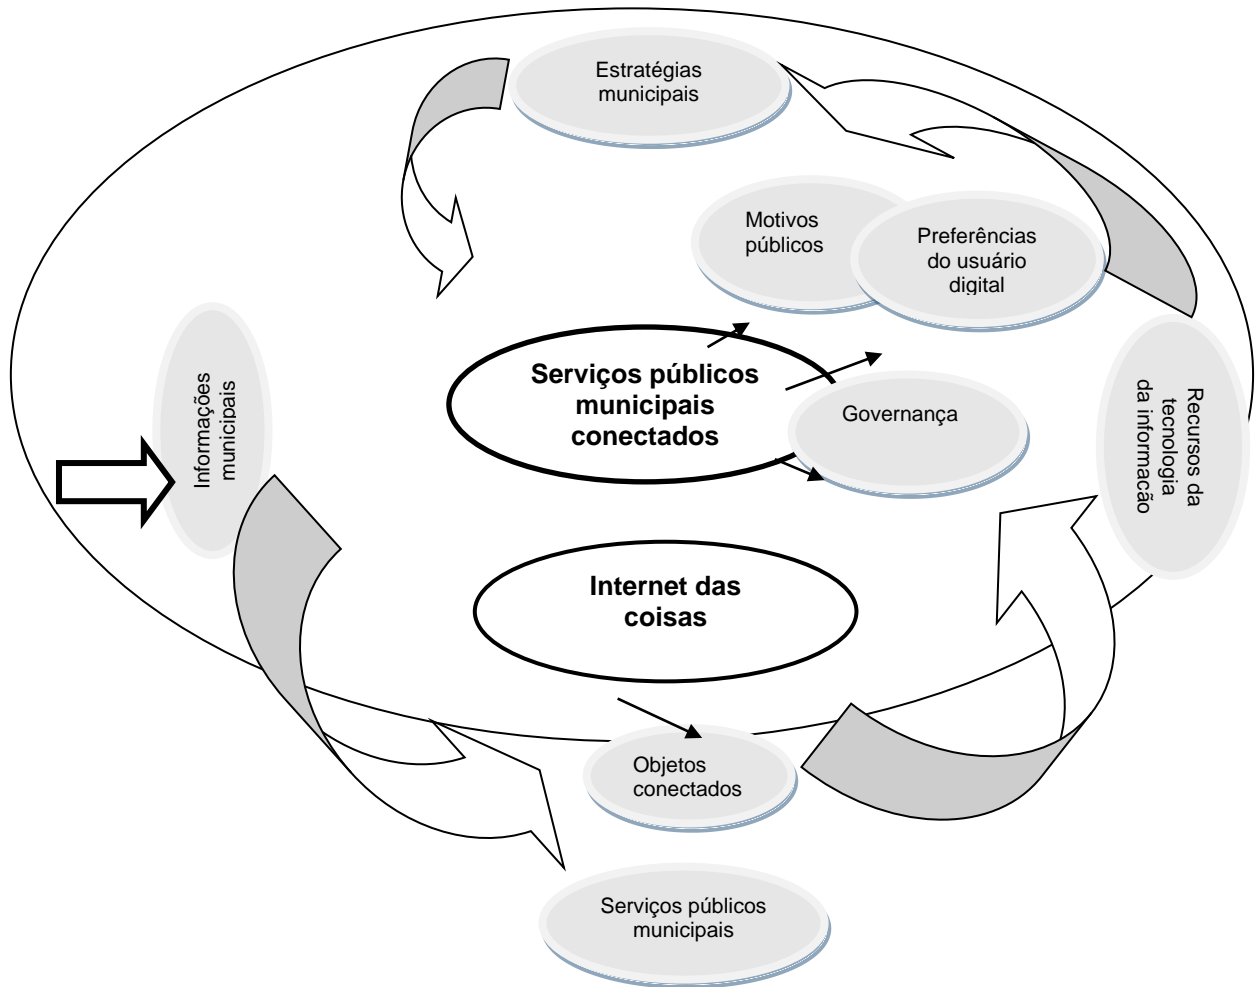 Estratégias
municipais
Motivos
públicos
Preferências
do usuário
digital
Informações
municipais
Serviços públicos
municipais
conectados
Governança
Recursos da
tecnologia
da informacão
Internet das
coisas
Objetos
conectados
Serviços públicos
municipais